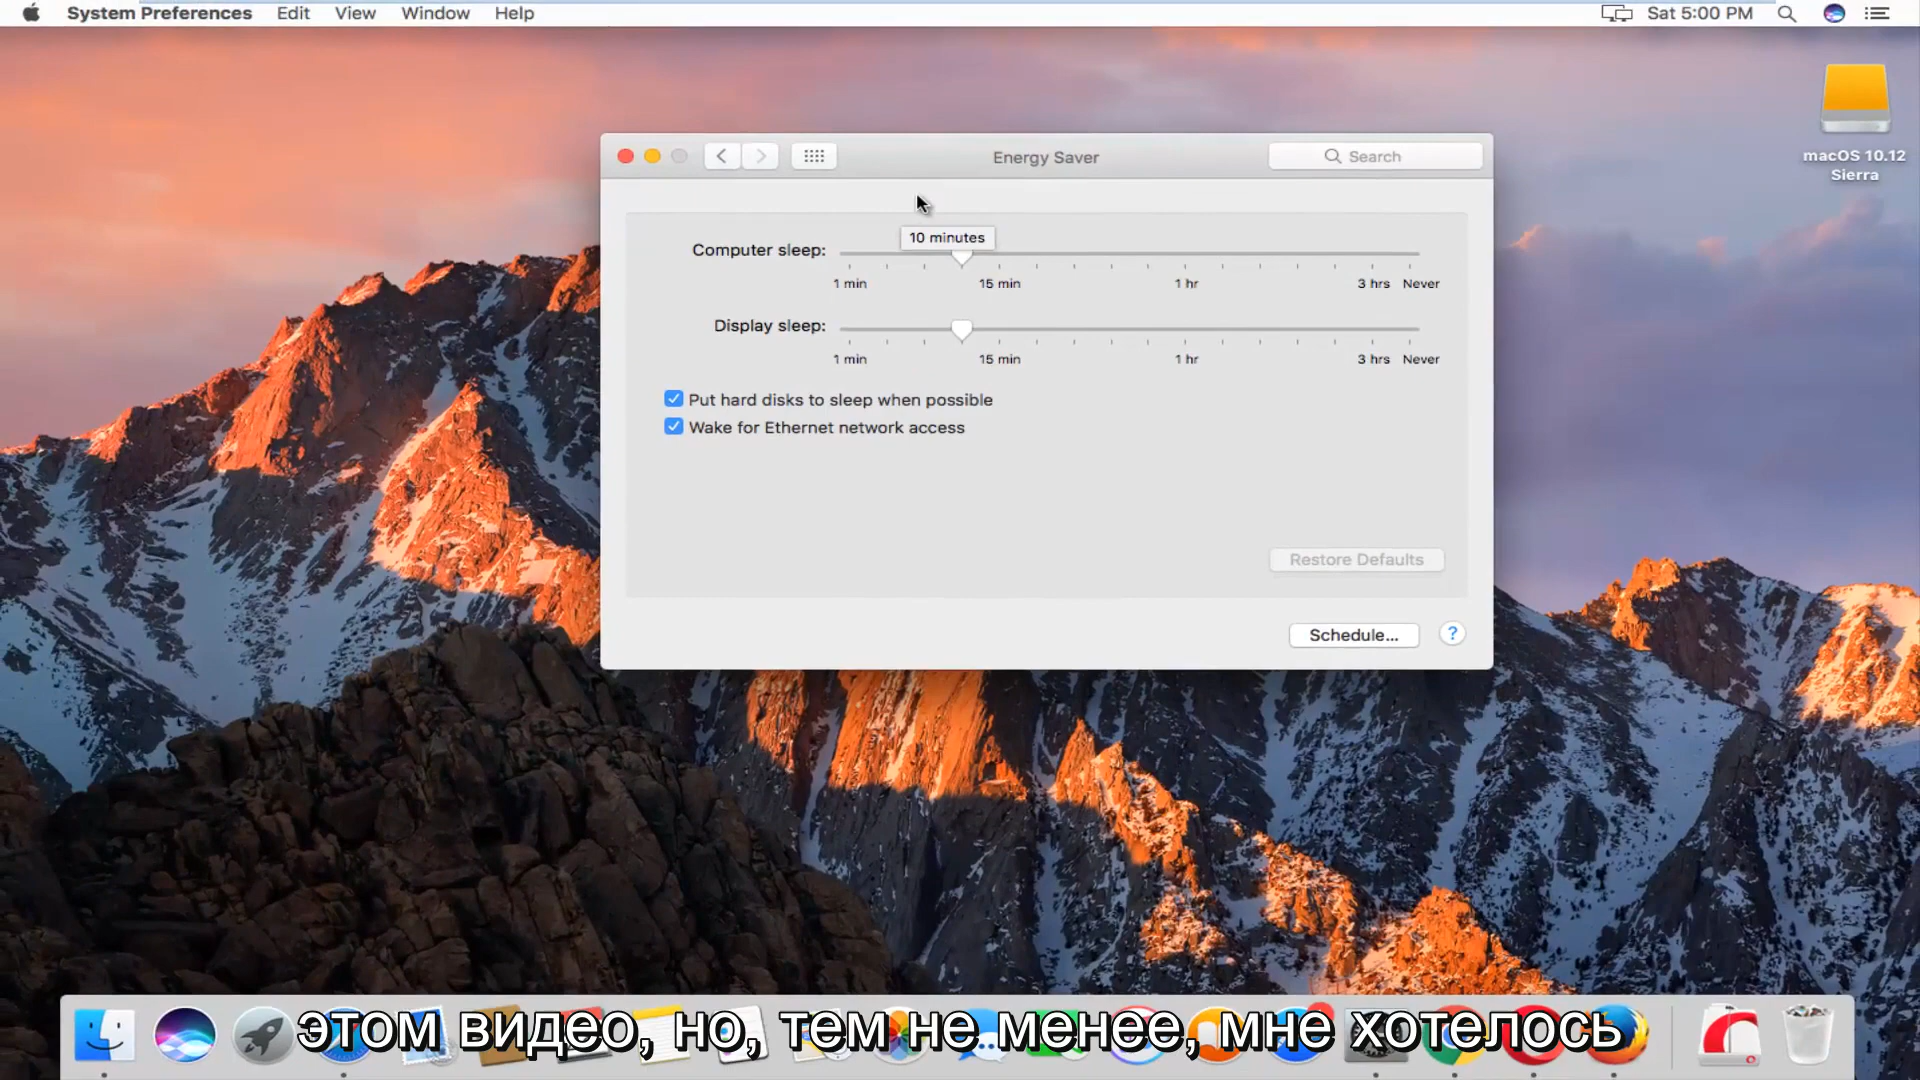 System Preferences Edit View Window Help Sat 5:00 PM
macOS 10.12
Sierra
Energy Saver
Search
10 minutes
Computer sleep:
1 min 15 min 1 hr 3 hrs Never
Display sleep:
1 min 15 min 1 hr 3 hrs Never
Put hard disks to sleep when possible
Wake for Ethernet network access
Restore Defaults
Schedule...
?
этом видео, но, тем не менее, мне хотелось